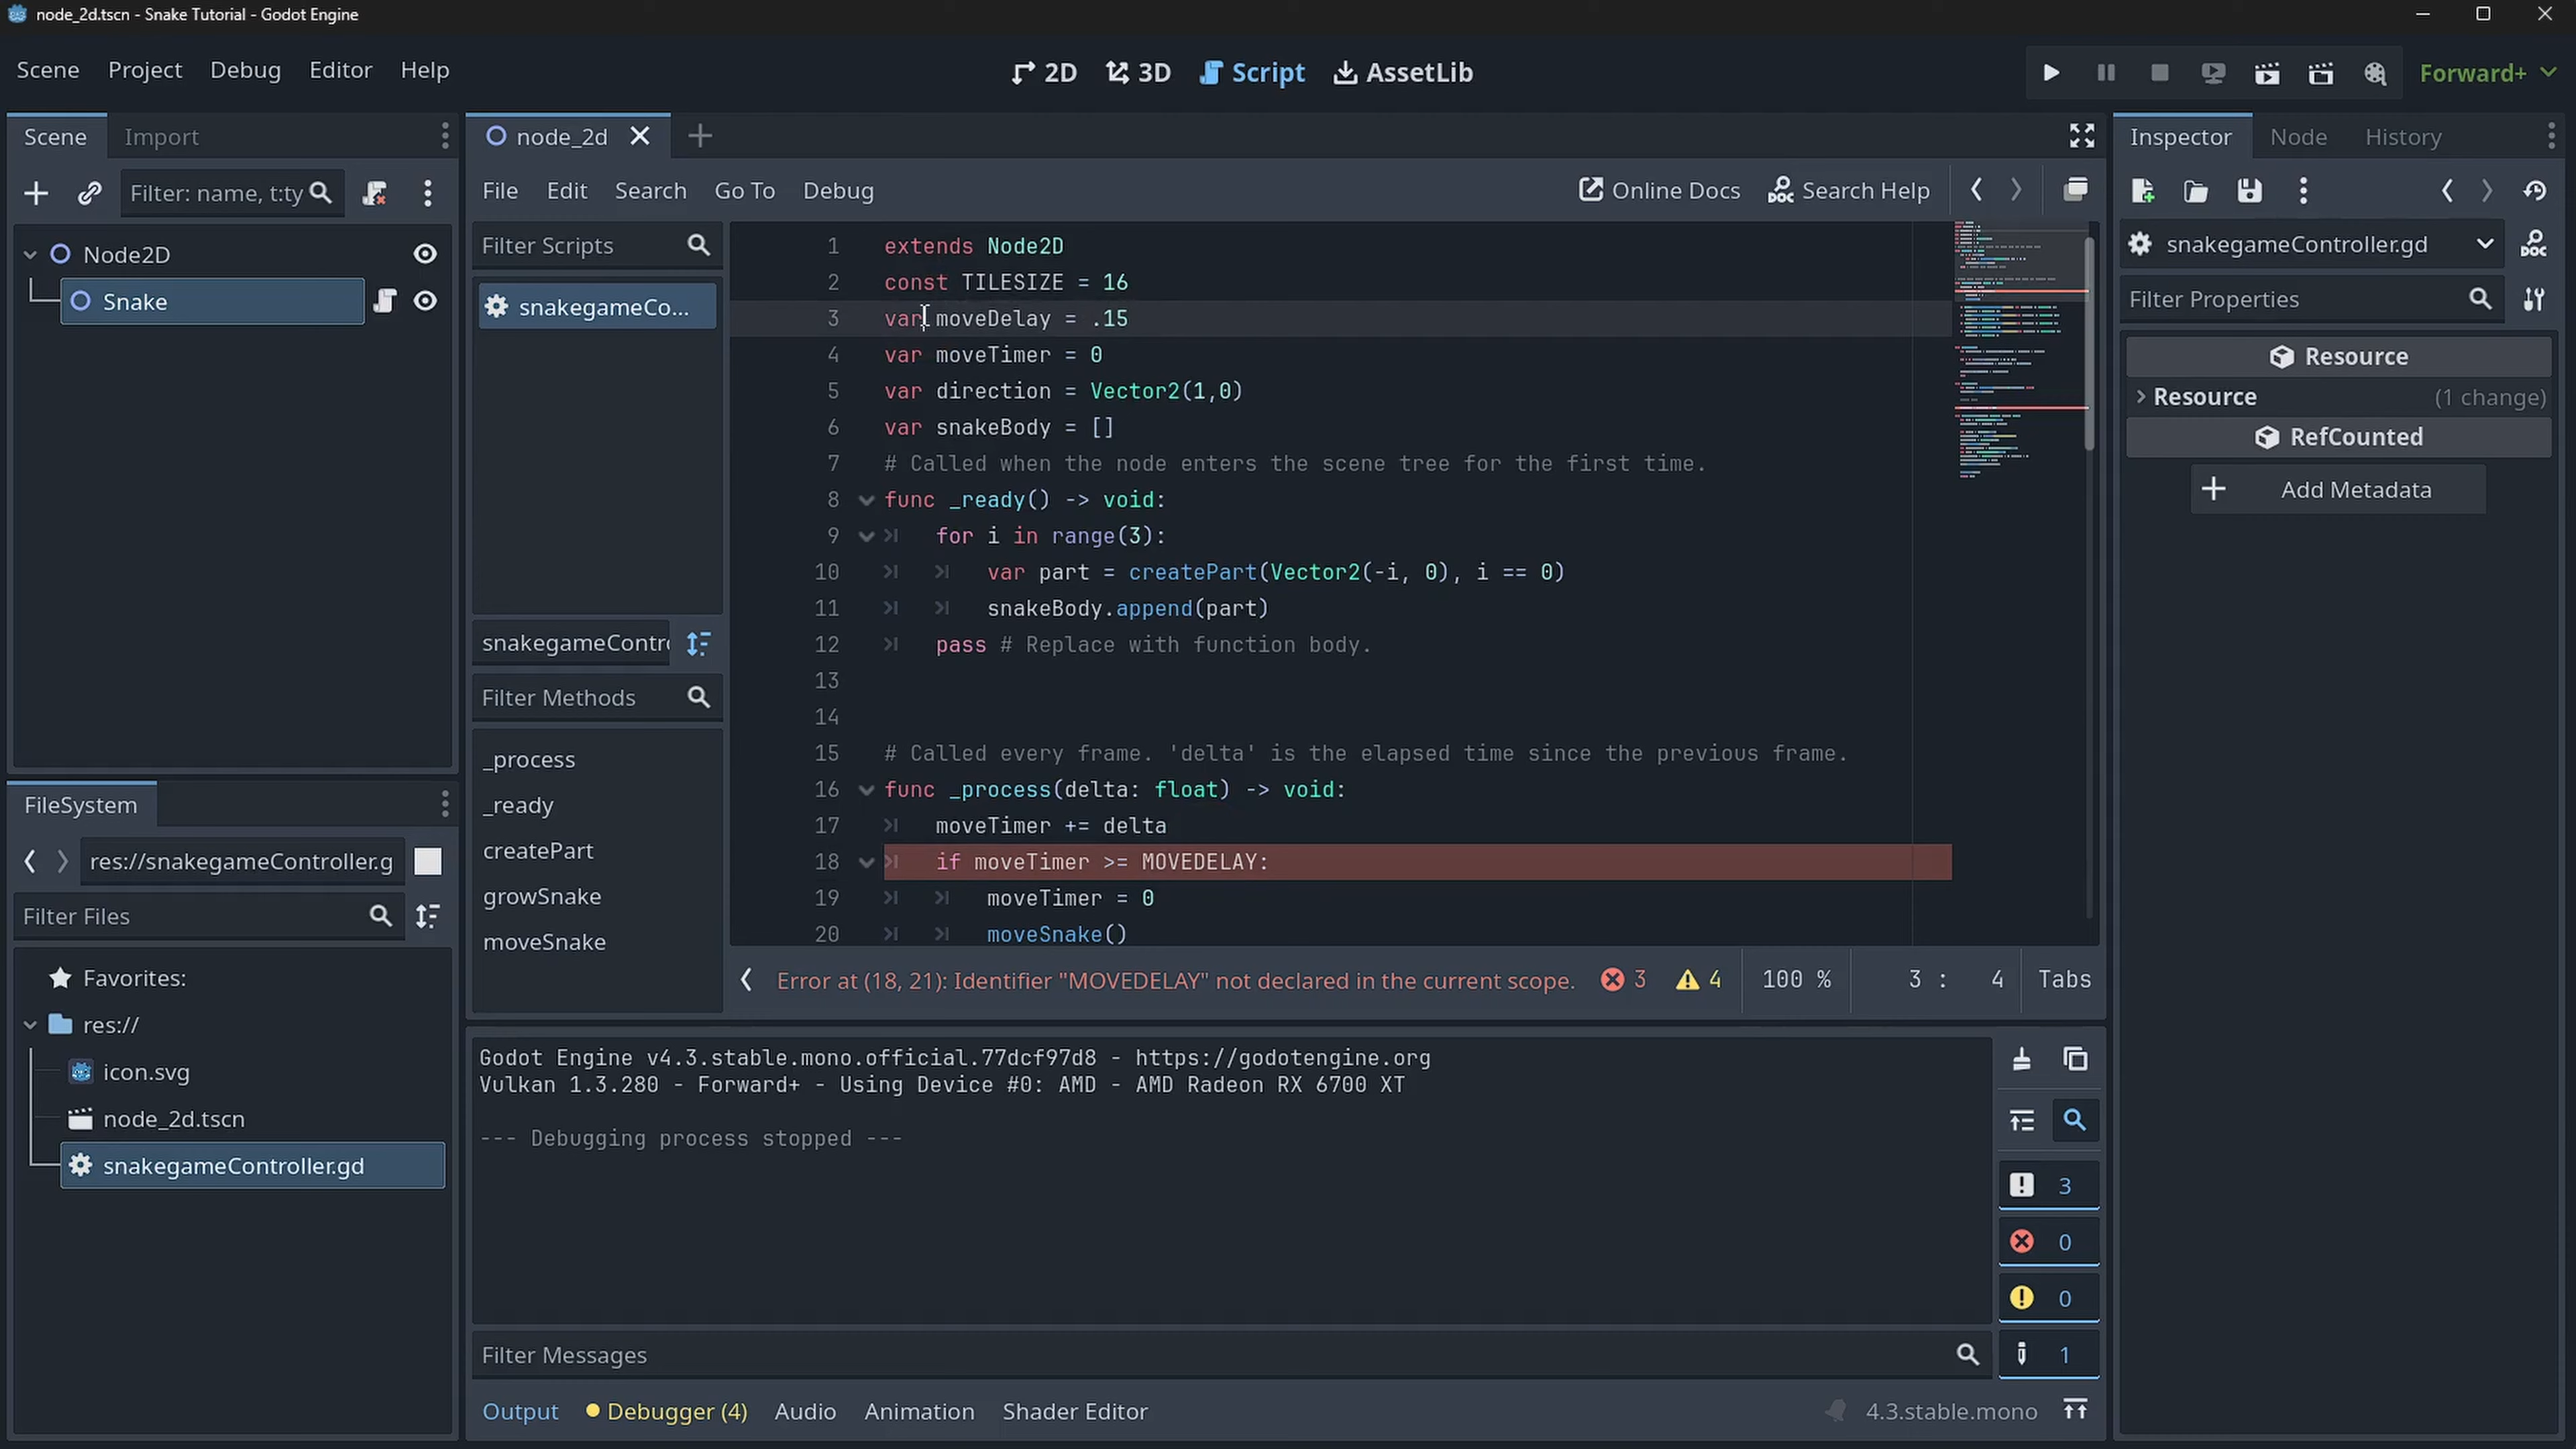 node_2d.tscn - Snake Tutorial - Godot Engine
Scene Project Debug Editor Help
2D 3D Script AssetLib
Forward+
Scene Import
Filter: name, t:ty
Node2D
Snake
FileSystem
res://snakegameController.g
Filter Files
Favorites:
res://
icon.svg
node_2d.tscn
snakegameController.gd
node_2d
File Edit Search Go To Debug
Online Docs Search Help
Filter Scripts
snakegameCo...
snakegameContro
Filter Methods
_process
_ready
createPart
growSnake
moveSnake
1 extends Node2D
2 const TILESIZE = 16
3 var moveDelay = .15
4 var moveTimer = 0
5 var direction = Vector2(1,0)
6 var snakeBody = []
7 # Called when the node enters the scene tree for the first time.
8 func _ready() -> void:
9 for i in range(3):
10 var part = createPart(Vector2(-i, 0), i == 0)
11 snakeBody.append(part)
12 pass # Replace with function body.
13
14
15 # Called every frame. 'delta' is the elapsed time since the previous frame.
16 func _process(delta: float) -> void:
17 moveTimer += delta
18 if moveTimer >= MOVEDELAY:
19 moveTimer = 0
20 moveSnake()
Error at (18, 21): Identifier "MOVEDELAY" not declared in the current scope. 3 4 100 % 3 : 4 Tabs
Godot Engine v4.3.stable.mono.official.77dcf97d8 - https://godotengine.org
Vulkan 1.3.280 - Forward+ - Using Device #0: AMD - AMD Radeon RX 6700 XT
--- Debugging process stopped ---
3
0
0
1
Filter Messages
Output Debugger (4) Audio Animation Shader Editor
4.3.stable.mono
Inspector Node History
snakegameController.gd
Filter Properties
Resource
Resource (1 change)
RefCounted
Add Metadata